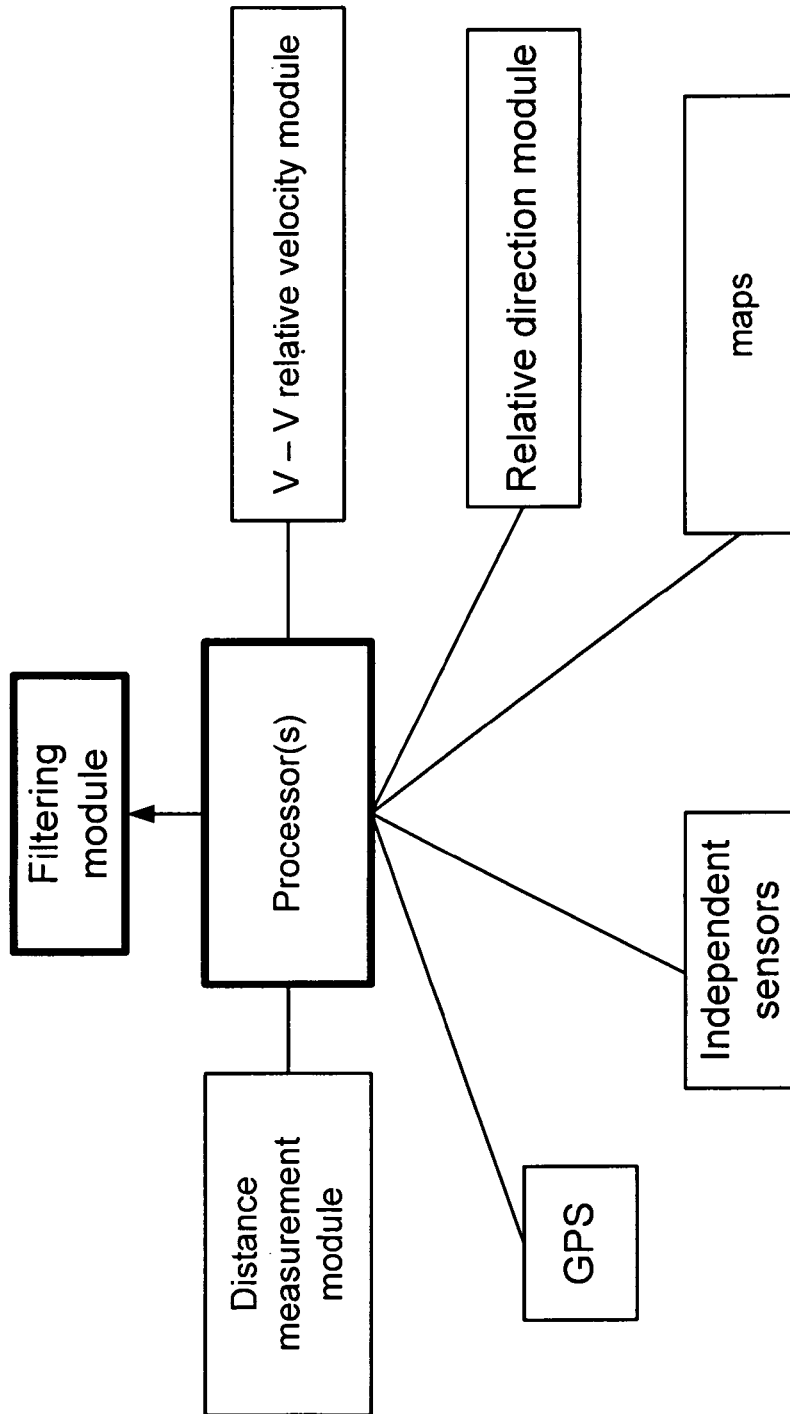 Filtering
module
Distance
measurement
module
Processor(s)
V – V relative velocity module
GPS
Relative direction module
Independent
sensors
maps